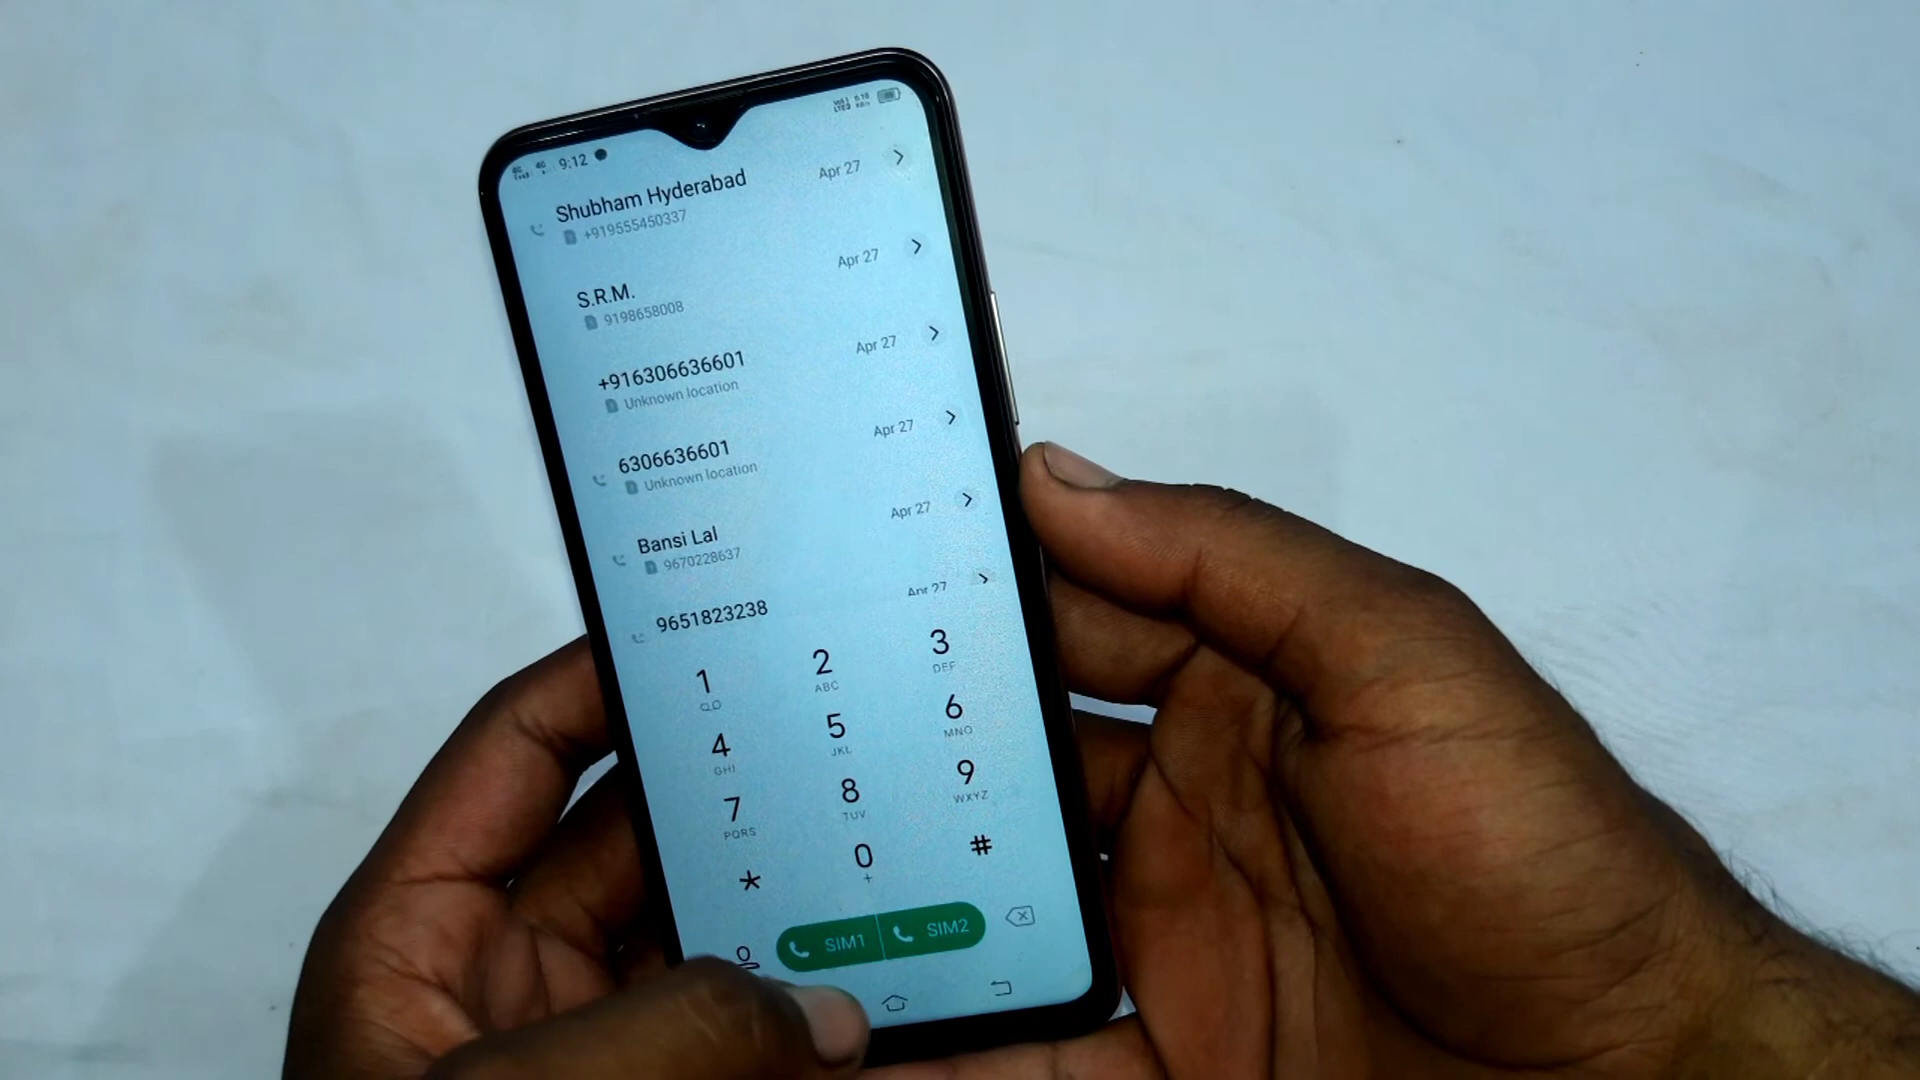 9:12
Shubham Hyderabad
Apr 27
+919555450337
S.R.M.
Apr 27
9198658008
+916306636601
Apr 27
Unknown location
6306636601
Apr 27
Unknown location
Bansi Lal
Apr 27
9670228637
9651823238
Apr 27
1 2 3
ABC DEF
4 5 6
GHI JKL MNO
7 8 9
PQRS TUV WXYZ
* 0 #
+
SIM1 SIM2